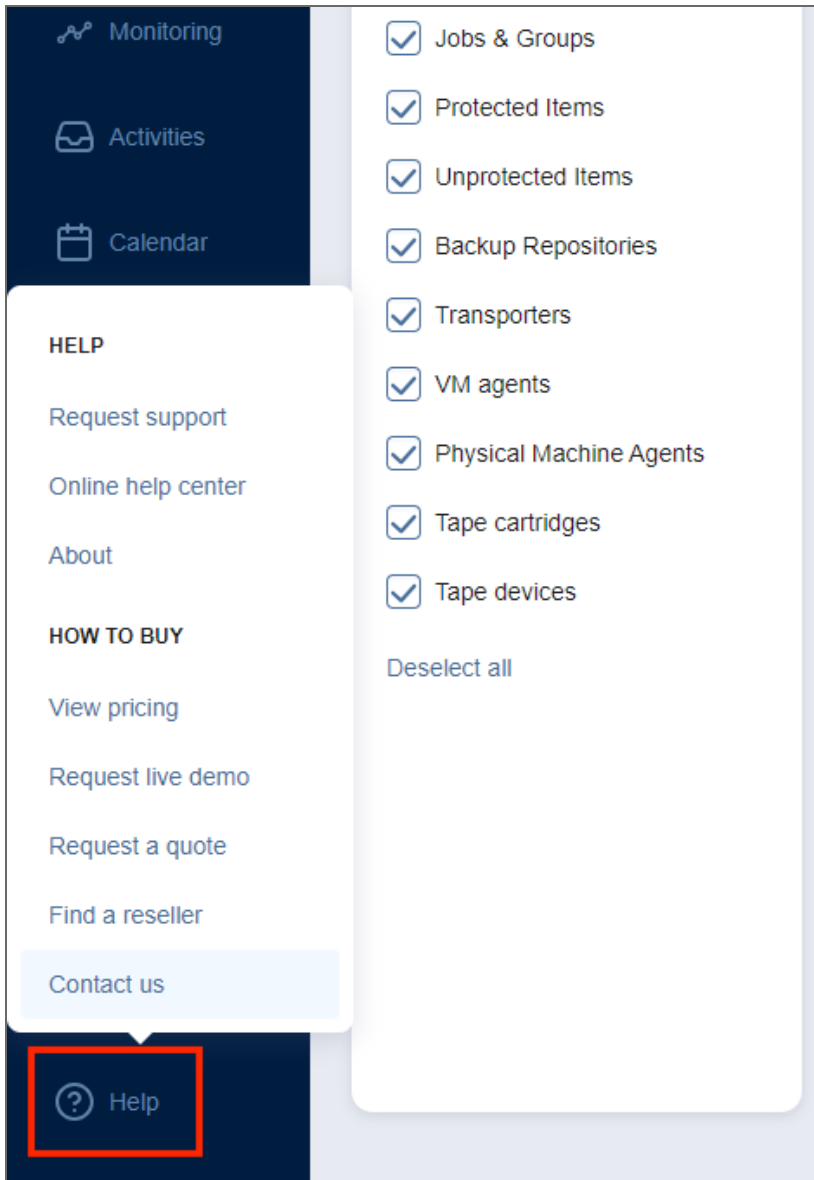 Monitoring
Activities
Calendar
HELP
Request support
Online help center
About
HOW TO BUY
View pricing
Request live demo
Request a quote
Find a reseller
Contact us
Help
Jobs & Groups
Protected Items
Unprotected Items
Backup Repositories
Transporters
VM agents
Physical Machine Agents
Tape cartridges
Tape devices
Deselect all